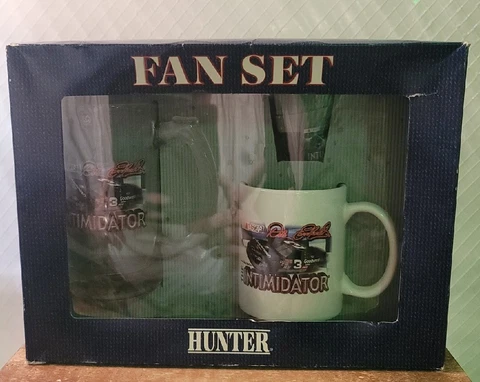 FAN SET
3
INTIMIDATOR
3
INTIMIDATOR
HUNTER